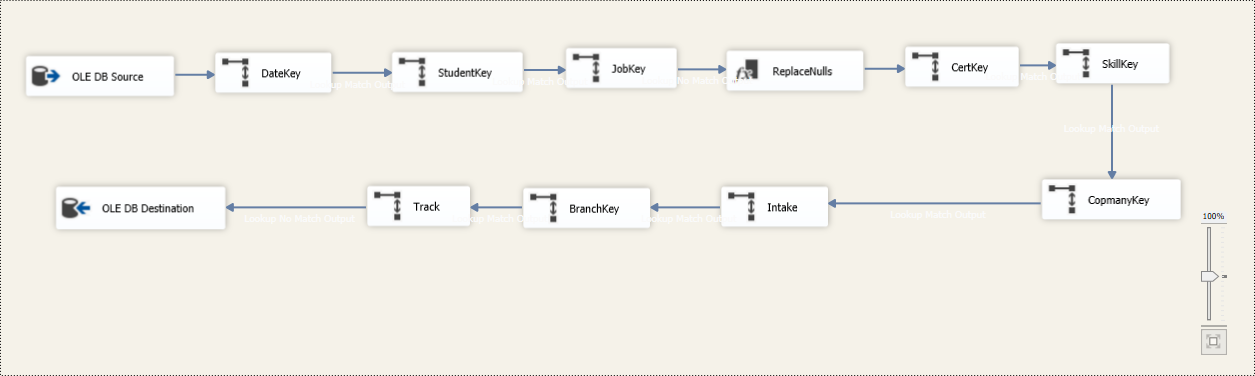 OLE DB Source
DateKey
StudentKey
JobKey
ReplaceNulls
CertKey
SkillKey
Lookup Match Output
OLE DB Destination
Lookup No Match Output
Track
BranchKey
Intake
Lookup Match Output
CopmanyKey
100%